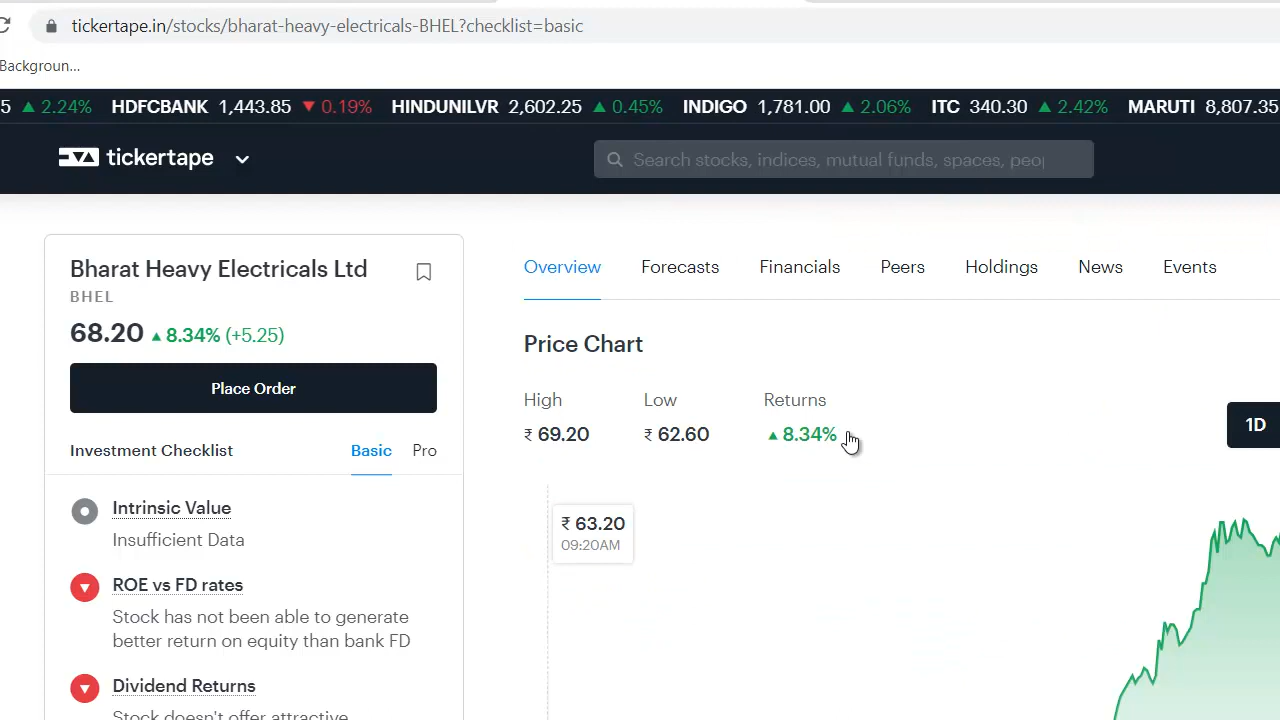 tickertape.in/stocks/bharat-heavy-electricals-BHEL?checklist=basic
Backgroun...
5 ▲ 2.24% HDFCBANK 1,443.85 ▼ 0.19% HINDUNILVR 2,602.25 ▲ 0.45% INDIGO 1,781.00 ▲ 2.06% ITC 340.30 ▲ 2.42% MARUTI 8,807.35
tickertape
Search stocks, indices, mutual funds, spaces, peo
Bharat Heavy Electricals Ltd
BHEL
68.20 ▲ 8.34% (+5.25)
Place Order
Investment Checklist Basic Pro
Intrinsic Value
Insufficient Data
ROE vs FD rates
Stock has not been able to generate
better return on equity than bank FD
Dividend Returns
Stock doesn't offer attractive
Overview Forecasts Financials Peers Holdings News Events
Price Chart
High Low Returns
₹ 69.20 ₹ 62.60 ▲ 8.34%
1D
₹ 63.20
09:20AM